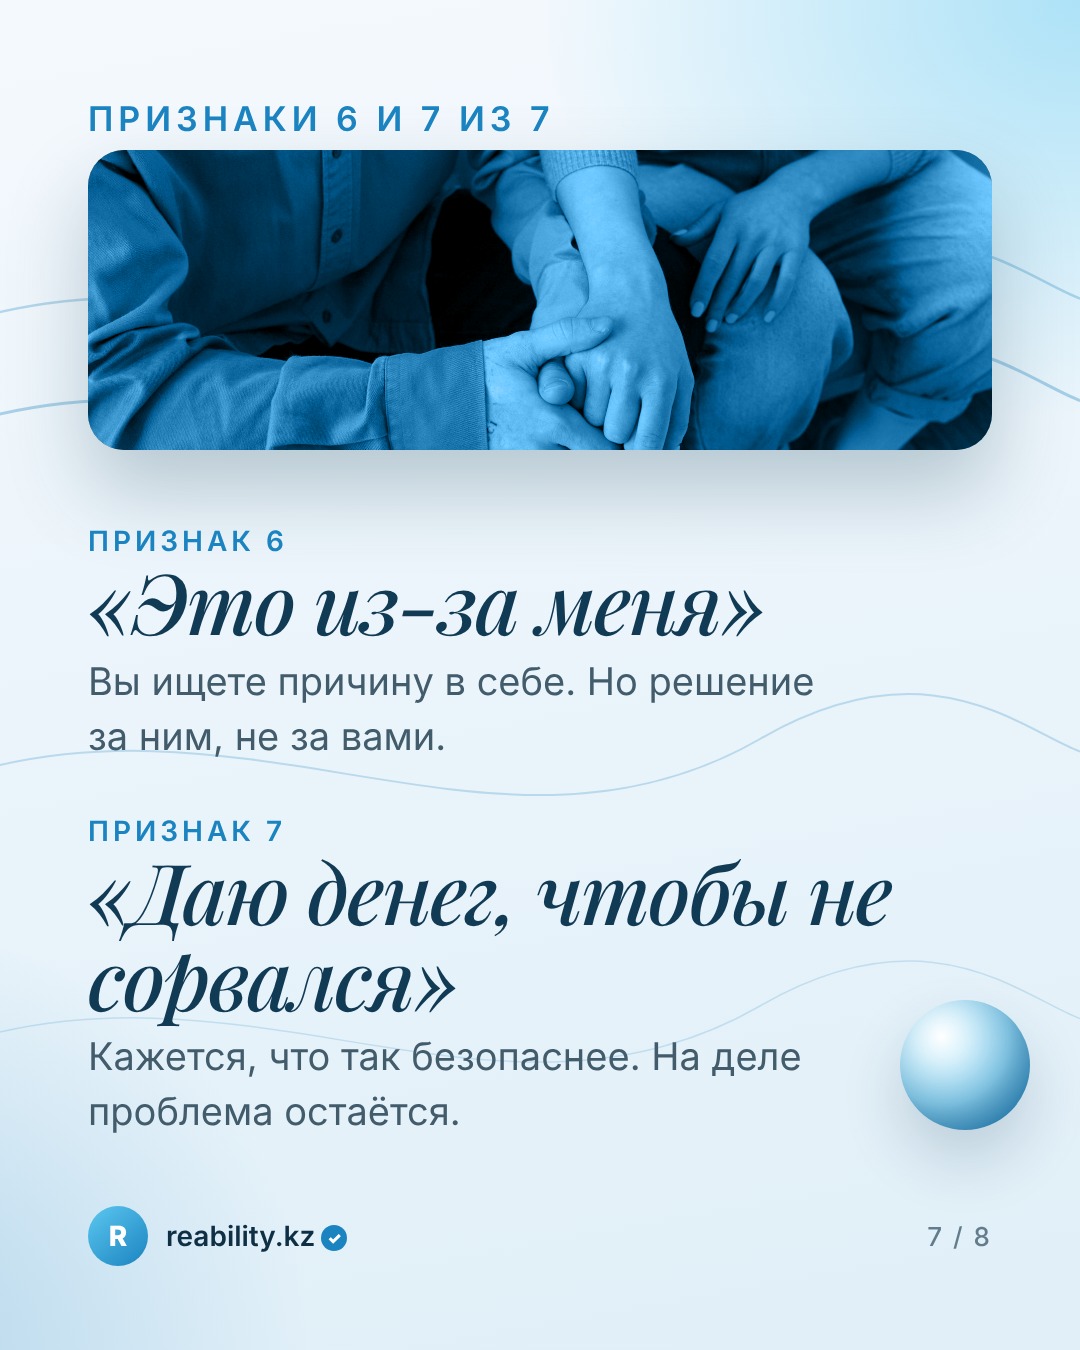 ПРИЗНАКИ 6 И 7 ИЗ 7
ПРИЗНАК 6
«Это из-за меня»
Вы ищете причину в себе. Но решение
за ним, не за вами.
ПРИЗНАК 7
«Даю денег, чтобы не
сорвался»
Кажется, что так безопаснее. На деле
проблема остаётся.
R reability.kz
7 / 8